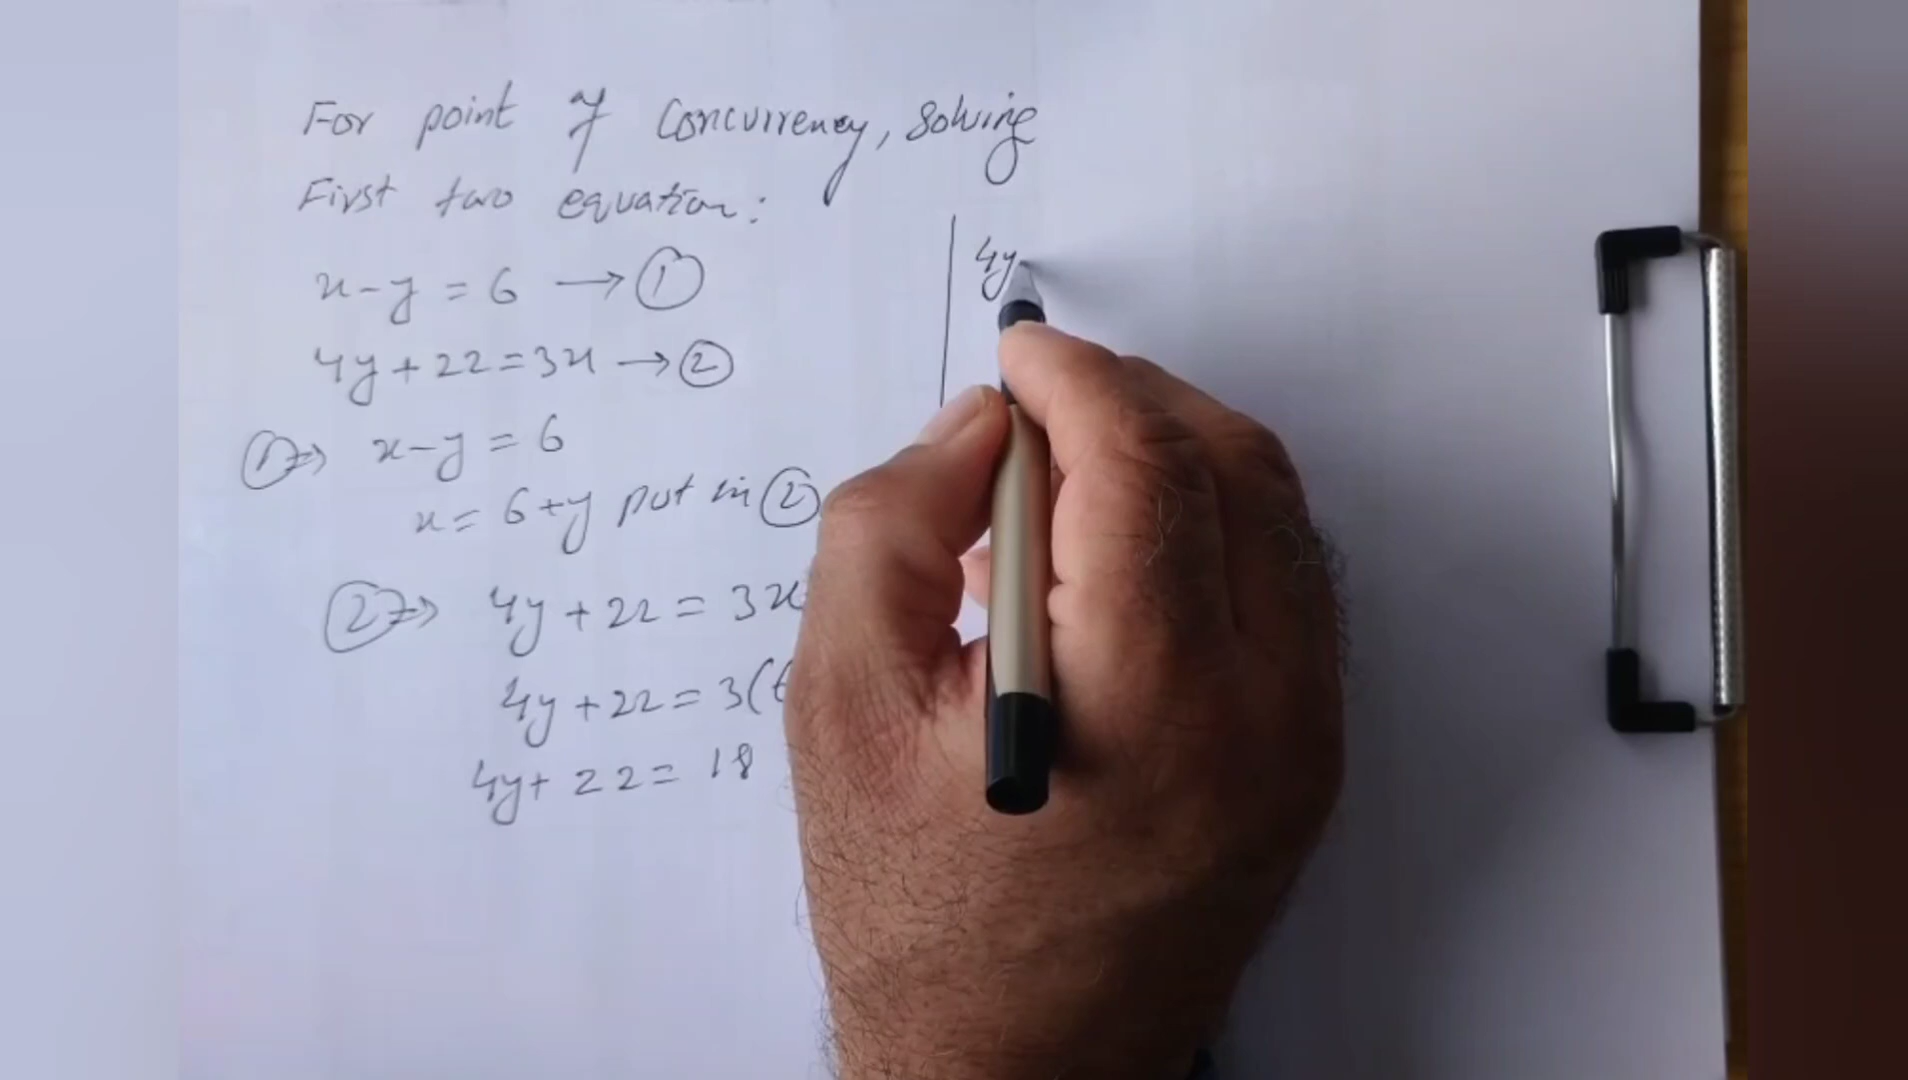 For point of Concurrency, Solving
First two equation:
x-y = 6 → ①
4y+22=3x → ②
①⇒ x-y = 6
x= 6+y put in ②
②⇒ 4y+22= 3x
4y+22=3(
4y+ 22= 18
4y-